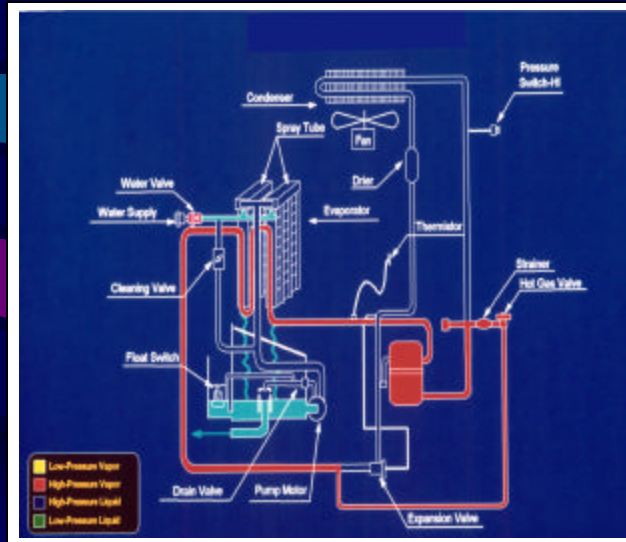 Pressure
Switch-HI
Condenser
Spray Tube
Fan
Drier
Water Valve
Water Supply
Evaporator
Thermistor
Strainer
Hot Gas Valve
Cleaning Valve
Float Switch
Drain Valve
Pump Motor
Expansion Valve
Low-Pressure Vapor
High-Pressure Vapor
High-Pressure Liquid
Low-Pressure Liquid